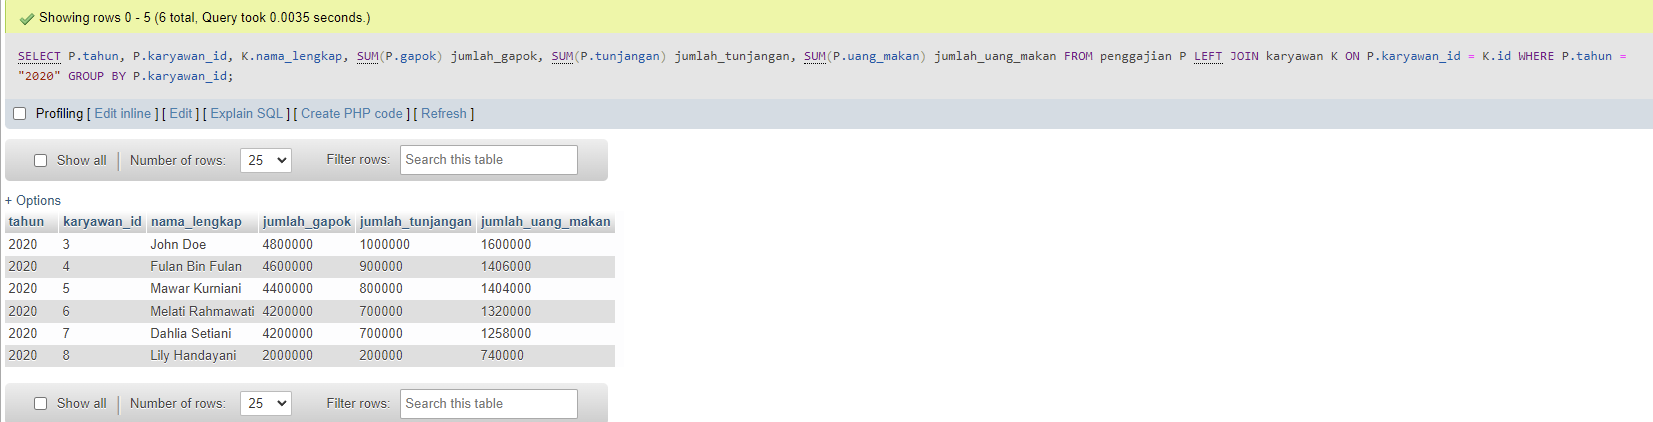 Showing rows 0 - 5 (6 total, Query took 0.0035 seconds.)
SELECT P.tahun, P.karyawan_id, K.nama_lengkap, SUM(P.gapok) jumlah_gapok, SUM(P.tunjangan) jumlah_tunjangan, SUM(P.uang_makan) jumlah_uang_makan FROM penggajian P LEFT JOIN karyawan K ON P.karyawan_id = K.id WHERE P.tahun =
"2020" GROUP BY P.karyawan_id;
Profiling [ Edit inline ] [ Edit ] [ Explain SQL ] [ Create PHP code ] [ Refresh ]
Show all | Number of rows: 25 Filter rows: Search this table
+ Options
tahun karyawan_id nama_lengkap jumlah_gapok jumlah_tunjangan jumlah_uang_makan
2020 3 John Doe 4800000 1000000 1600000
2020 4 Fulan Bin Fulan 4600000 900000 1406000
2020 5 Mawar Kurniani 4400000 800000 1404000
2020 6 Melati Rahmawati 4200000 700000 1320000
2020 7 Dahlia Setiani 4200000 700000 1258000
2020 8 Lily Handayani 2000000 200000 740000
Show all | Number of rows: 25 Filter rows: Search this table